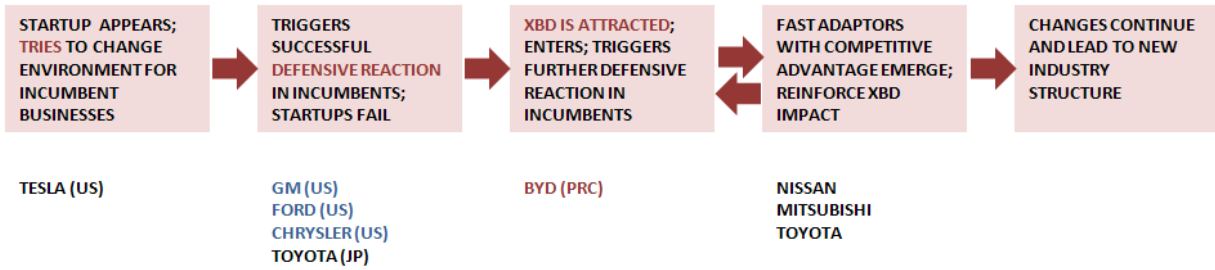 STARTUP APPEARS;
TRIES TO CHANGE
ENVIRONMENT FOR
INCUMBENT
BUSINESSES
TRIGGERS
SUCCESSFUL
DEFENSIVE REACTION
IN INCUMBENTS;
STARTUPS FAIL
XBD IS ATTRACTED;
ENTERS; TRIGGERS
FURTHER DEFENSIVE
REACTION IN
INCUMBENTS
FAST ADAPTORS
WITH COMPETITIVE
ADVANTAGE EMERGE;
REINFORCE XBD
IMPACT
CHANGES CONTINUE
AND LEAD TO NEW
INDUSTRY
STRUCTURE
TESLA (US)
GM (US)
FORD (US)
CHRYSLER (US)
TOYOTA (JP)
BYD (PRC)
NISSAN
MITSUBISHI
TOYOTA